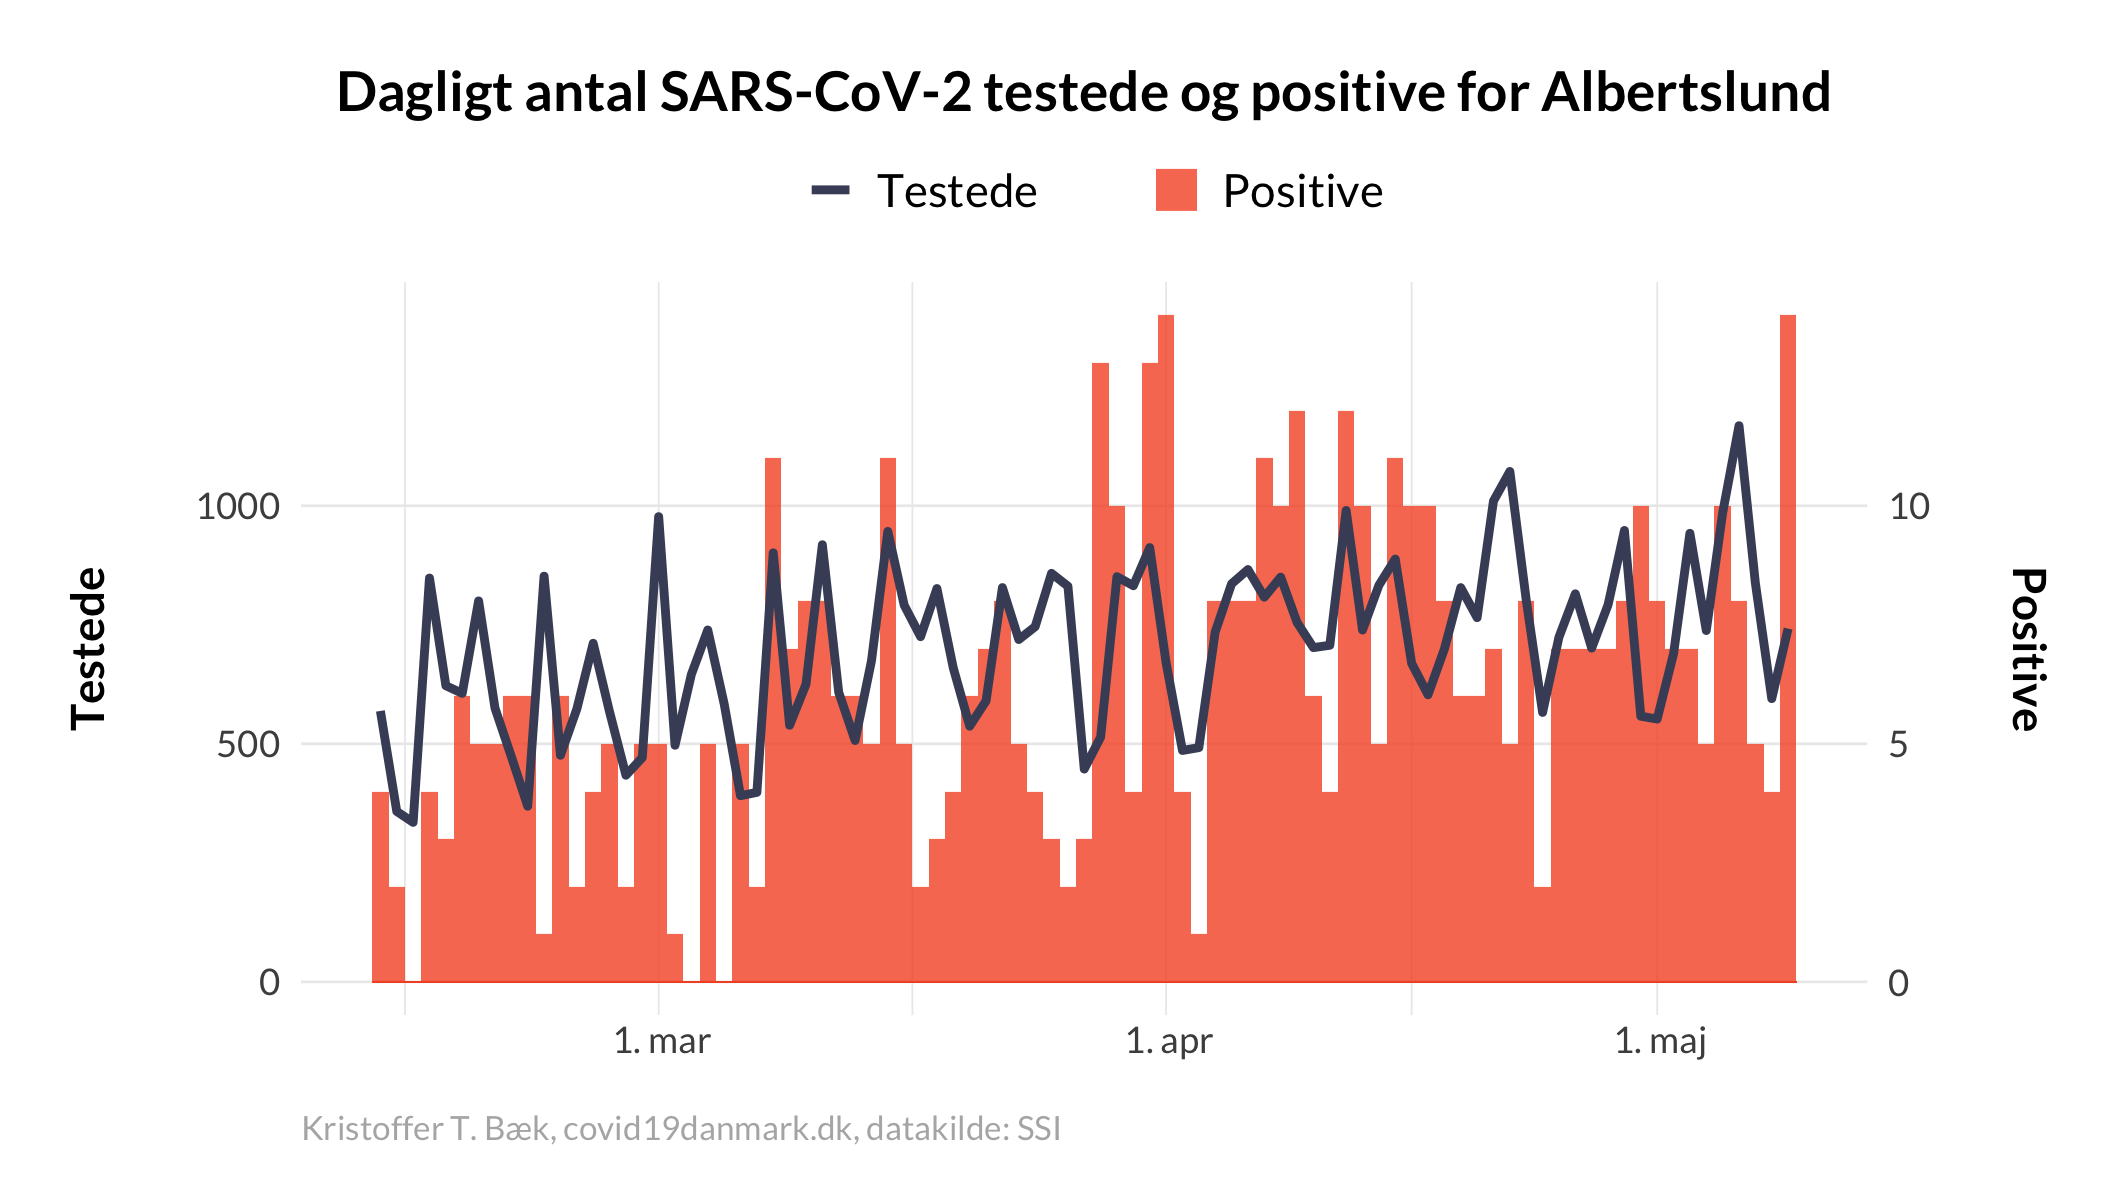 Dagligt antal SARS-CoV-2 testede og positive for Albertslund
Testede
Positive
Testede
1000
500
0
10
5
0
Positive
1. mar
1. apr
1. maj
Kristoffer T. Bæk, covid19danmark.dk, datakilde: SSI